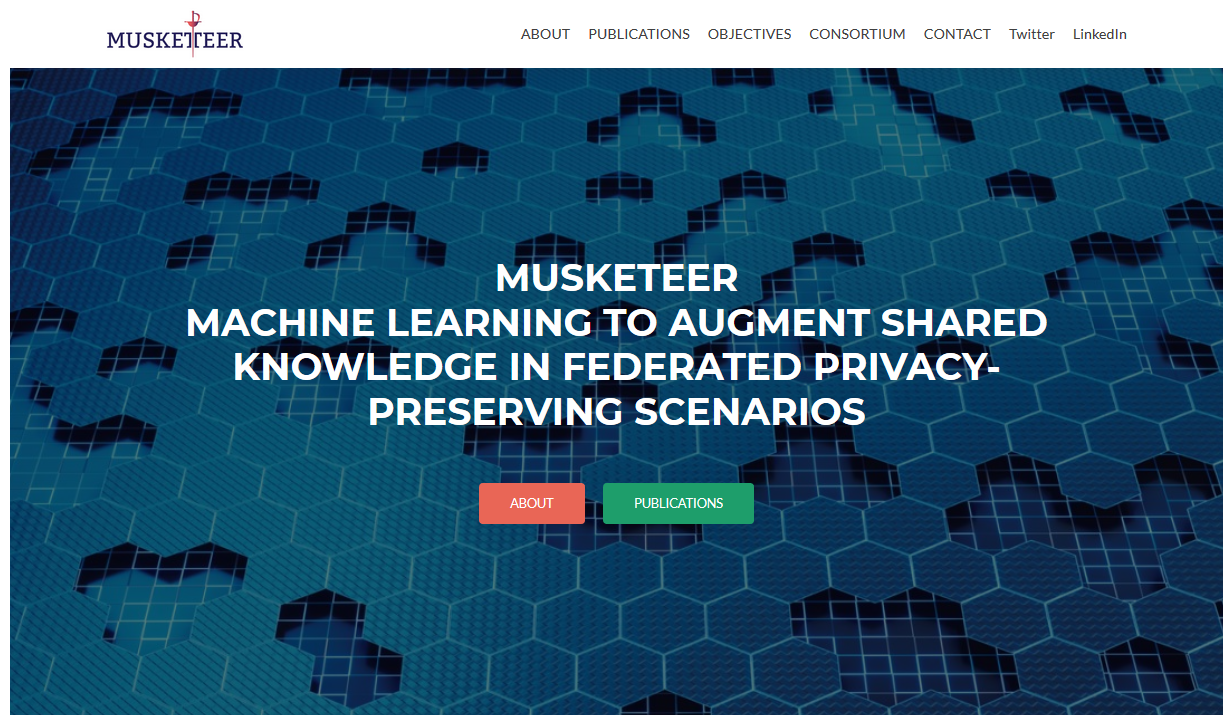 MUSKETEER
ABOUT PUBLICATIONS OBJECTIVES CONSORTIUM CONTACT Twitter LinkedIn
MUSKETEER
MACHINE LEARNING TO AUGMENT SHARED
KNOWLEDGE IN FEDERATED PRIVACY-
PRESERVING SCENARIOS
ABOUT PUBLICATIONS